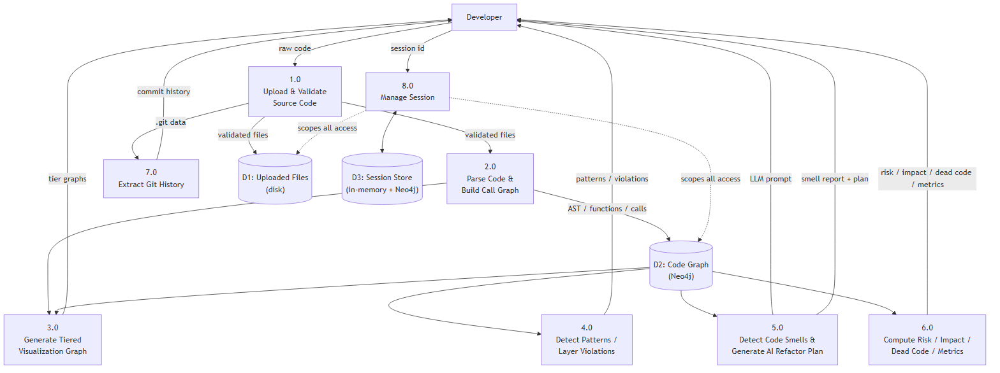 Developer
raw code
session id
1.0
Upload & Validate
Source Code
8.0
Manage Session
commit history
.git data
validated files
scopes all access
validated files
7.0
Extract Git History
D1: Uploaded Files
(disk)
D3: Session Store
(in-memory + Neo4j)
2.0
Parse Code &
Build Call Graph
tier graphs
patterns / violations
scopes all access
LLM prompt
smell report + plan
risk / impact / dead code
/ metrics
AST / functions / calls
D2: Code Graph
(Neo4j)
3.0
Generate Tiered
Visualization Graph
4.0
Detect Patterns /
Layer Violations
5.0
Detect Code Smells &
Generate AI Refactor Plan
6.0
Compute Risk / Impact /
Dead Code / Metrics